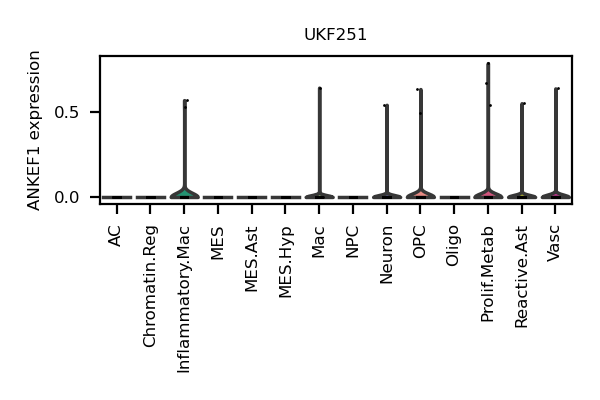 UKF251
ANKEF1 expression
0.5
0.0
AC
Chromatin.Reg
Inflammatory.Mac
MES
MES.Ast
MES.Hyp
Mac
NPC
Neuron
OPC
Oligo
Prolif.Metab
Reactive.Ast
Vasc